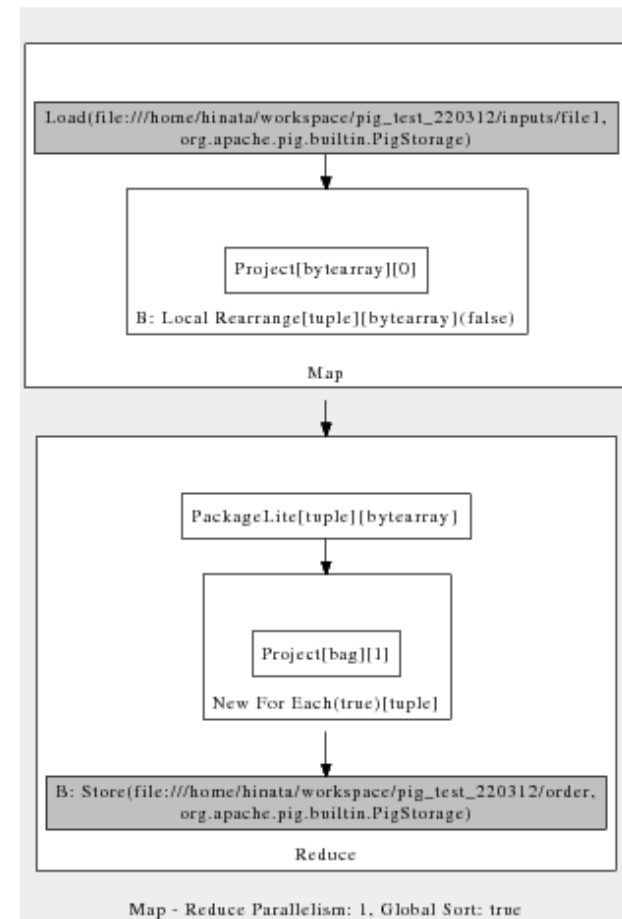 Load(file:///home/hinata/workspace/pig_test_220312/inputs/file1,
org.apache.pig.builtin.PigStorage)
Project[bytearray][0]
B: Local Rearrange[tuple]{bytearray}(false)
Map
PackageLite[tuple]{bytearray}
Project[bag][1]
New For Each(true)[tuple]
B: Store(file:///home/hinata/workspace/pig_test_220312/order,
org.apache.pig.builtin.PigStorage)
Reduce
Map - Reduce Parallelism: 1, Global Sort: true